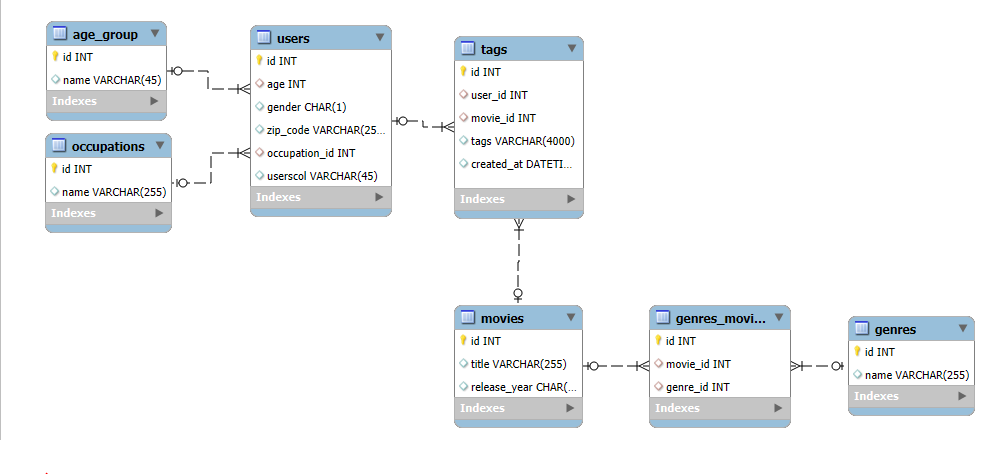 age_group
id INT
name VARCHAR(45)
Indexes
occupations
id INT
name VARCHAR(255)
Indexes
users
id INT
age INT
gender CHAR(1)
zip_code VARCHAR(25...
occupation_id INT
userscol VARCHAR(45)
Indexes
tags
id INT
user_id INT
movie_id INT
tags VARCHAR(4000)
created_at DATETI...
Indexes
movies
id INT
title VARCHAR(255)
release_year CHAR(...
Indexes
genres_movi...
id INT
movie_id INT
genre_id INT
Indexes
genres
id INT
name VARCHAR(255)
Indexes